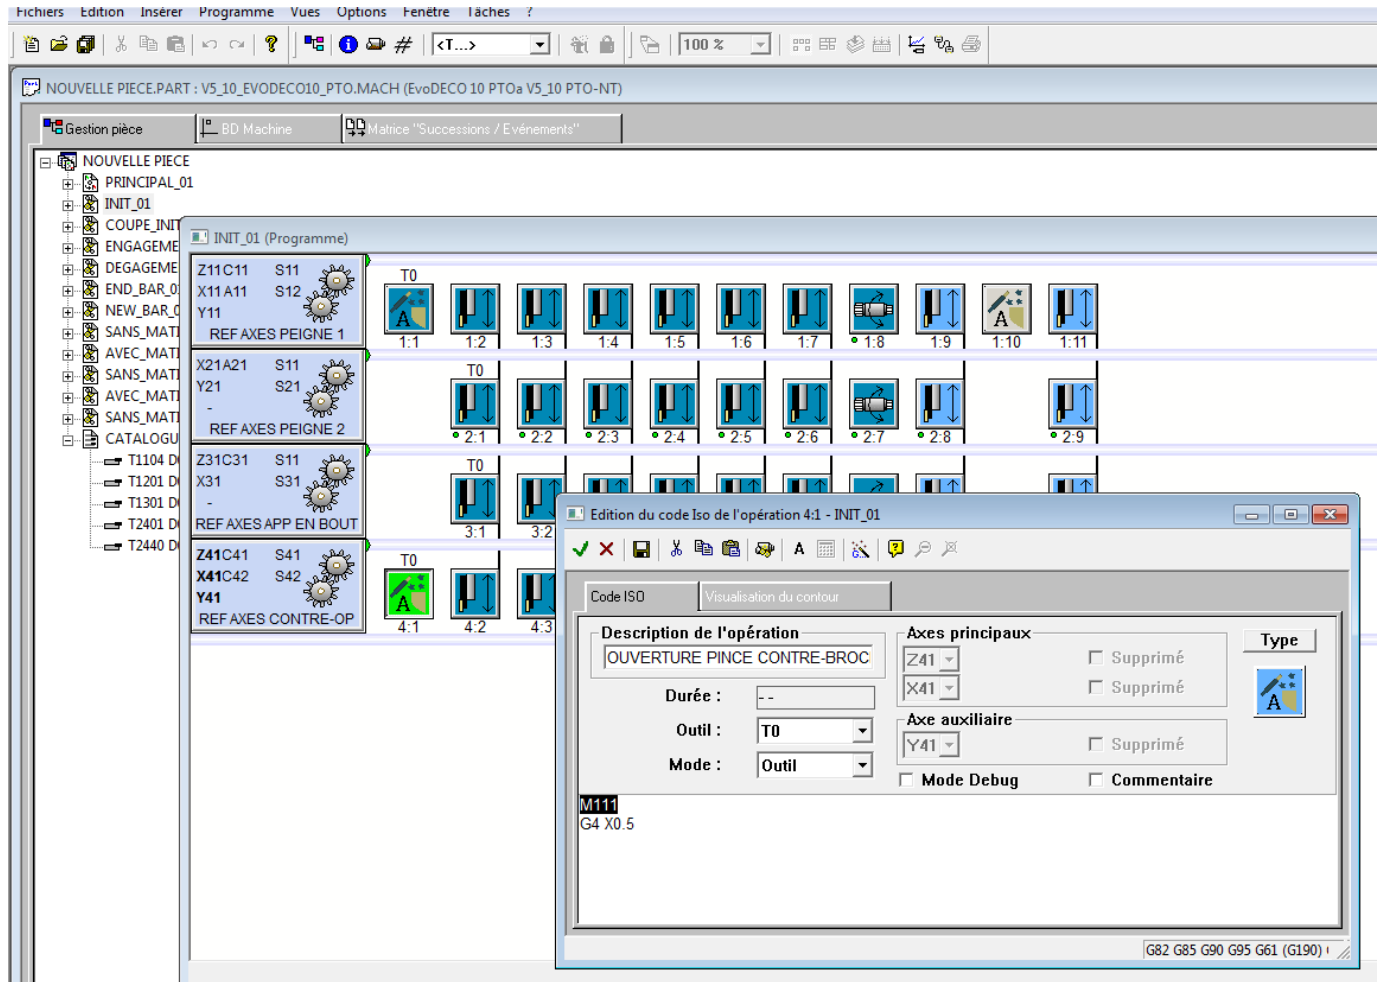 Fichiers Edition Insérer Programme Vues Options Fenêtre Tâches ?
<T...> 100 %
NOUVELLE PIECE.PART : V5_10_EVODECO10_PTO.MACH (EvoDECO 10 PTOa V5_10 PTO-NT)
Gestion pièce BD Machine Matrice "Successions / Evénements"
NOUVELLE PIECE
PRINCIPAL_01
INIT_01
COUPE_INIT
ENGAGEME
DEGAGEME
END_BAR_0
NEW_BAR_0
SANS_MATI
AVEC_MATI
SANS_MATI
AVEC_MATI
SANS_MATI
CATALOGU
T1104 D
T1201 D
T1301 D
T2401 D
T2440 D
INIT_01 (Programme)
Z11C11 S11
X11A11 S12
Y11
REF AXES PEIGNE 1
T0
1:1 1:2 1:3 1:4 1:5 1:6 1:7 1:8 1:9 1:10 1:11
X21A21 S11
Y21 S21
-
REF AXES PEIGNE 2
T0
2:1 2:2 2:3 2:4 2:5 2:6 2:7 2:8 2:9
Z31C31 S11
X31 S31
-
REF AXES APP EN BOUT
T0
3:1 3:2
Z41C41 S41
X41C42 S42
Y41
REF AXES CONTRE-OP
T0
4:1 4:2 4:3
Edition du code Iso de l'opération 4:1 - INIT_01
Code ISO Visualisation du contour
Description de l'opération
OUVERTURE PINCE CONTRE-BROC
Durée : --
Outil : T0
Mode : Outil
Axes principaux
Z41 Supprimé
X41 Supprimé
Axe auxiliaire
Y41 Supprimé
Mode Debug Commentaire
Type
A
M111
G4 X0.5
G82 G85 G90 G95 G61 (G190)